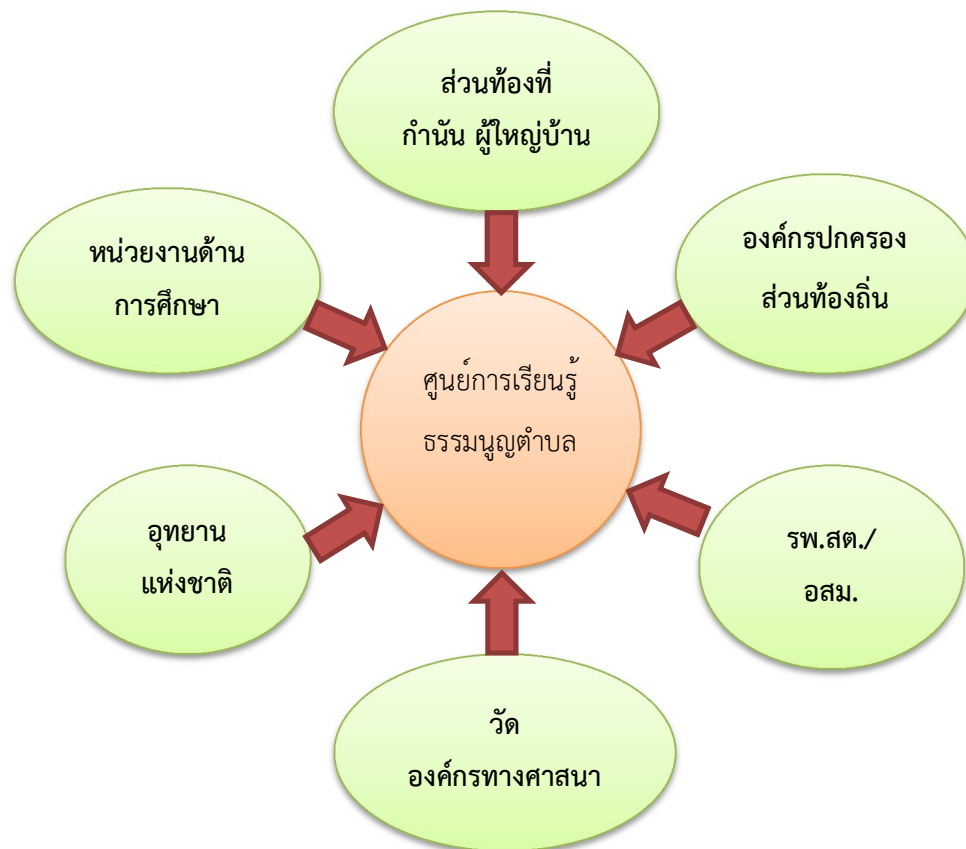 ส่วนท้องที่
กำนัน ผู้ใหญ่บ้าน
หน่วยงานด้าน
การศึกษา
องค์กรปกครอง
ส่วนท้องถิ่น
ศูนย์การเรียนรู้
ธรรมนูญตำบล
อุทยาน
แห่งชาติ
รพ.สต./
อสม.
วัด
องค์กรทางศาสนา